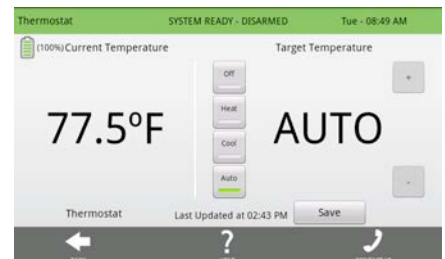 Thermostat SYSTEM READY - DISARMED Tue - 08:49 AM
(100%) Current Temperature Target Temperature
Off
+
Heat
77.5°F AUTO
Cool
Auto
-
Thermostat Last Updated at 02:43 PM Save
?